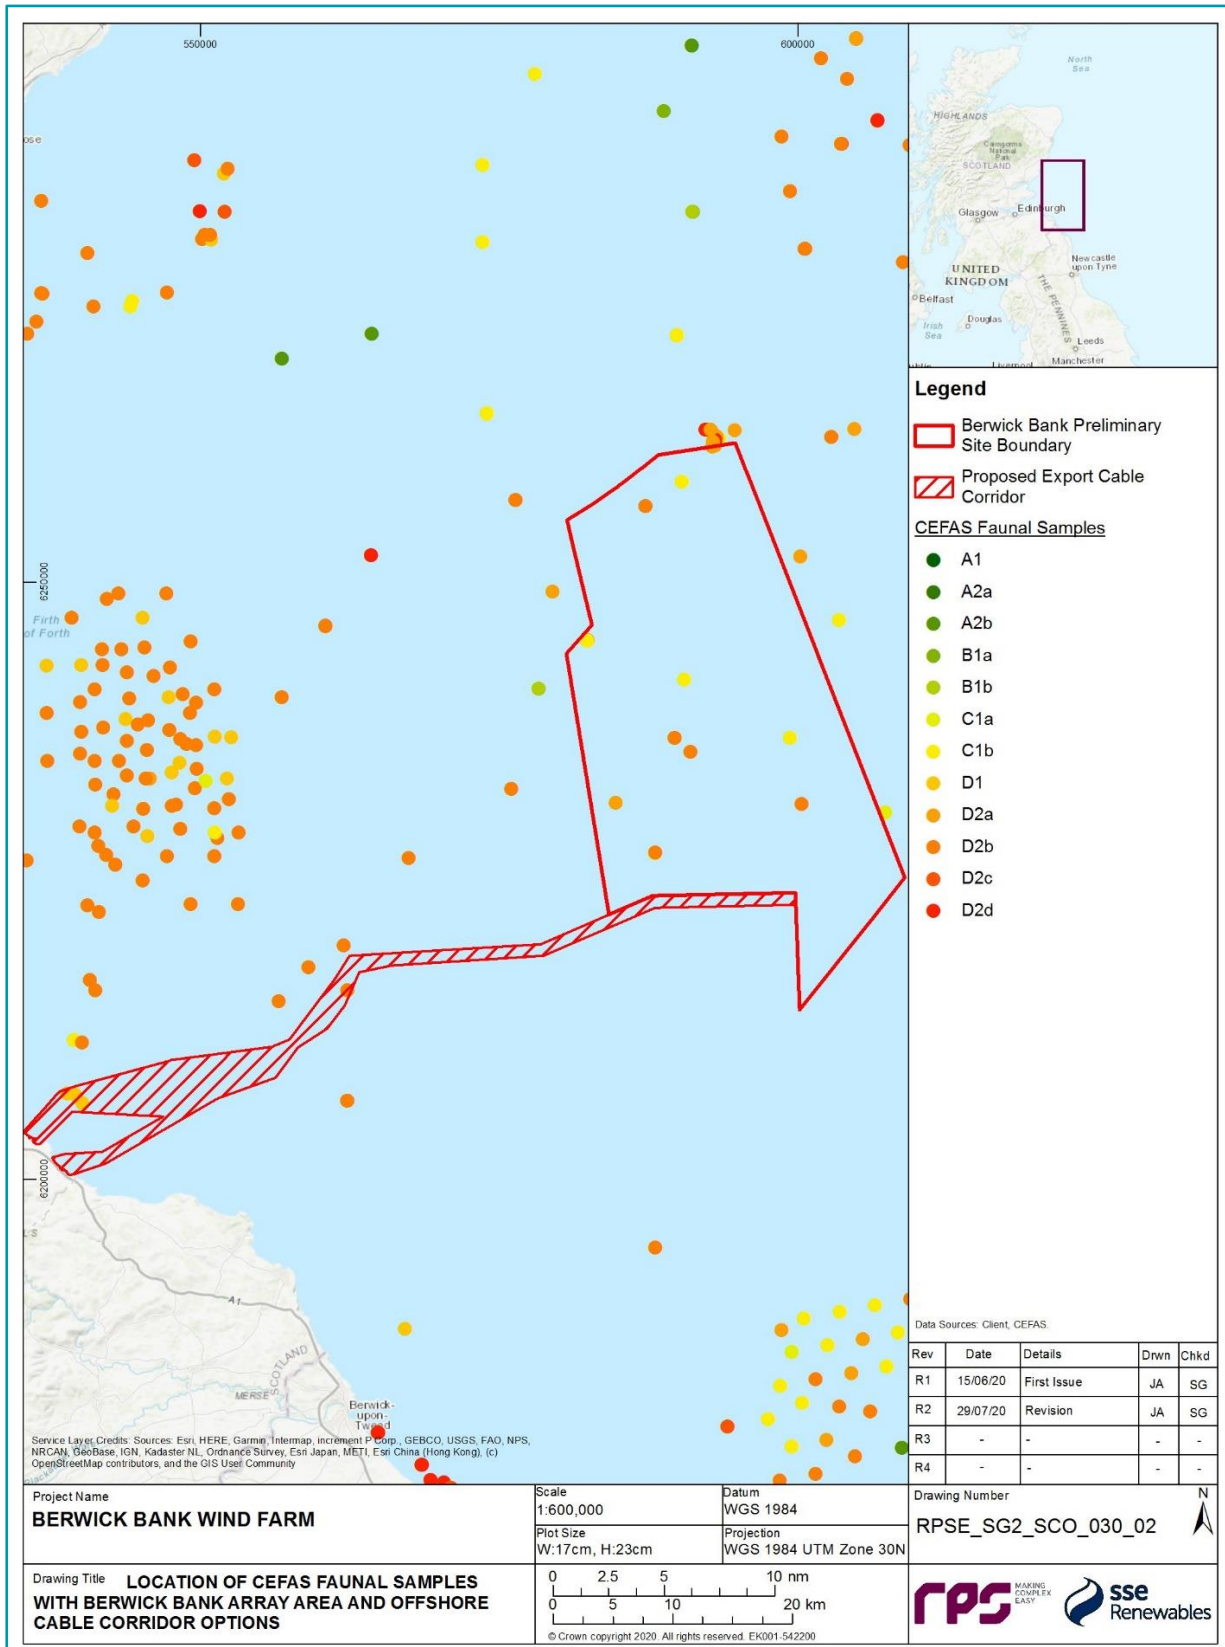 550000
600000
ose
6250000
Firth
of Forth
6200000
L S
A1
SCOTLAND
MERSE
Berwick-
upon-
Tweed
Service Layer Credits: Sources: Esri, HERE, Garmin, Intermap, increment P Corp., GEBCO, USGS, FAO, NPS,
NRCAN, GeoBase, IGN, Kadaster NL, Ordnance Survey, Esri Japan, METI, Esri China (Hong Kong), (c)
OpenStreetMap contributors, and the GIS User Community
North
Sea
HIGHLANDS
Cairngorms
National
Park
SCOTLAND
Glasgow
Edinburgh
UNITED
KINGDOM
Newcastle
upon Tyne
Belfast
THE PENNINES
Irish
Sea
Douglas
Leeds
Manchester
Liverpool
Legend
Berwick Bank Preliminary
Site Boundary
Proposed Export Cable
Corridor
CEFAS Faunal Samples
A1
A2a
A2b
B1a
B1b
C1a
C1b
D1
D2a
D2b
D2c
D2d
Data Sources: Client, CEFAS.
Rev Date Details Drwn Chkd
R1 15/06/20 First Issue JA SG
R2 29/07/20 Revision JA SG
R3 - - - -
R4 - - - -
Project Name
BERWICK BANK WIND FARM
Scale
1:600,000
Datum
WGS 1984
Plot Size
W:17cm, H:23cm
Projection
WGS 1984 UTM Zone 30N
Drawing Number
RPSE_SG2_SCO_030_02
N
Drawing Title LOCATION OF CEFAS FAUNAL SAMPLES
WITH BERWICK BANK ARRAY AREA AND OFFSHORE
CABLE CORRIDOR OPTIONS
0 2.5 5 10 nm
0 5 10 20 km
© Crown copyright 2020. All rights reserved. EK001-542200
rps
MAKING
COMPLEX
EASY
sse
Renewables